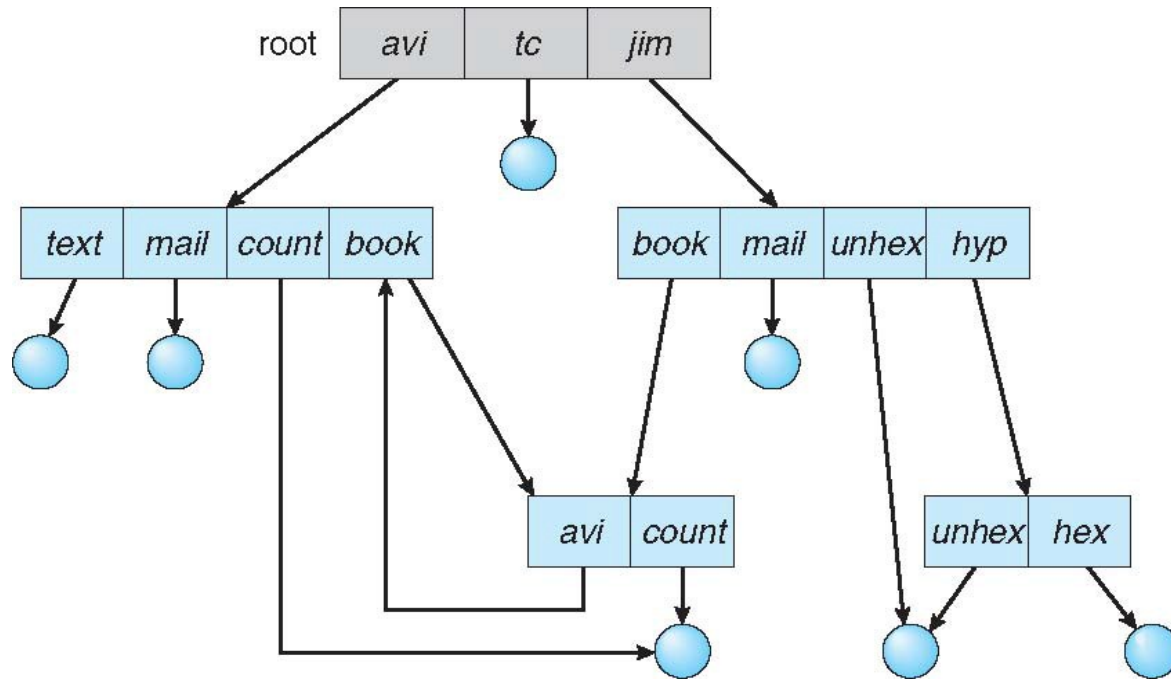 root avi tc jim
text mail count book book mail unhex hyp
avi count unhex hex